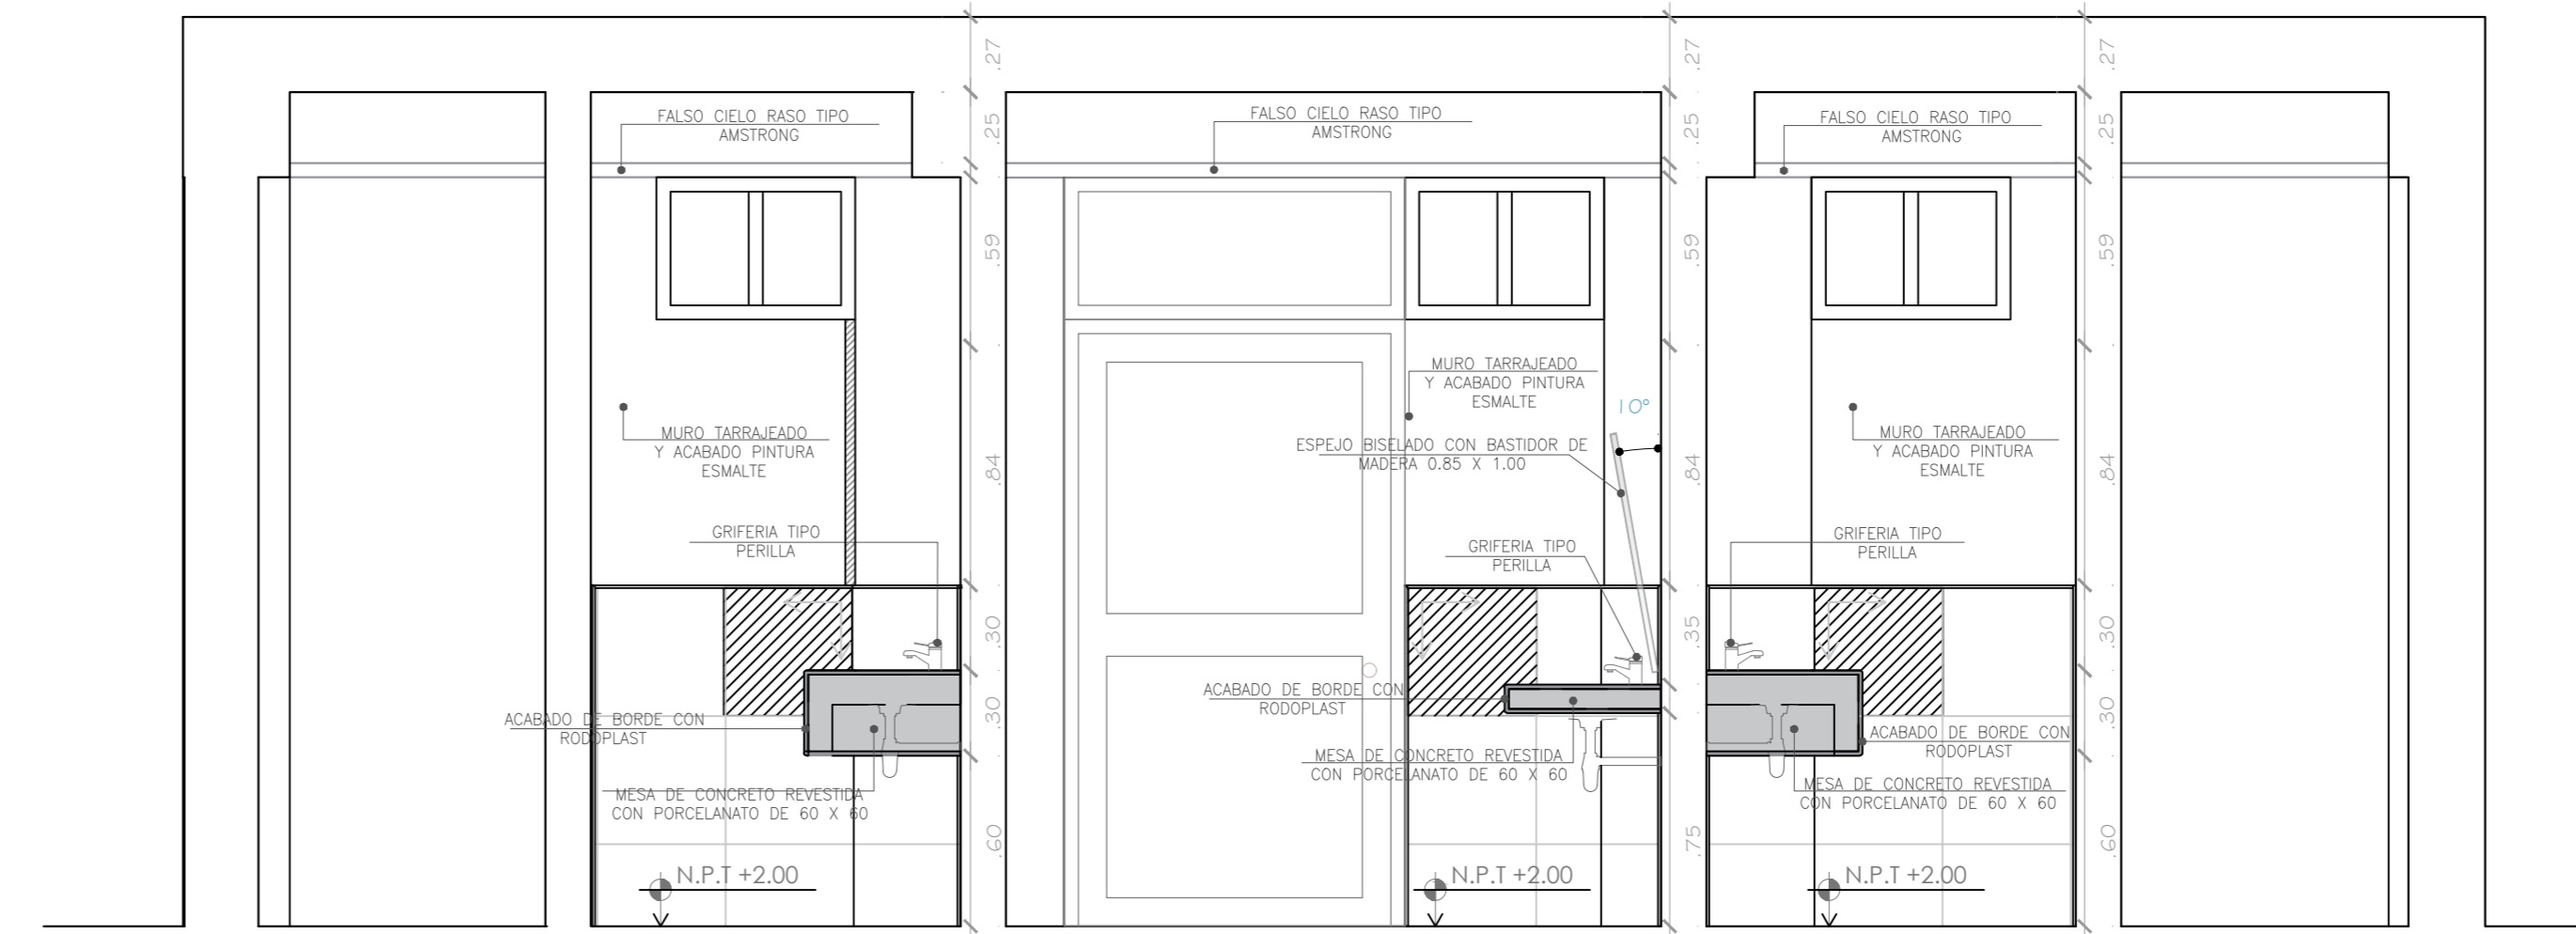 FALSO CIELO RASO TIPO
AMSTRONG
MURO TARRAJEADO
Y ACABADO PINTURA
ESMALTE
GRIFERIA TIPO
PERILLA
ACABADO DE BORDE CON
RODOPLAST
MESA DE CONCRETO REVESTIDA
CON PORCELANATO DE 60 X 60
N.P.T +2.00
.27
.25
.59
.84
.30
.30
.60
FALSO CIELO RASO TIPO
AMSTRONG
MURO TARRAJEADO
Y ACABADO PINTURA
ESMALTE
10°
ESPEJO BISELADO CON BASTIDOR DE
MADERA 0.85 X 1.00
GRIFERIA TIPO
PERILLA
ACABADO DE BORDE CON
RODOPLAST
MESA DE CONCRETO REVESTIDA
CON PORCELANATO DE 60 X 60
N.P.T +2.00
.27
.25
.59
.84
.35
.75
FALSO CIELO RASO TIPO
AMSTRONG
MURO TARRAJEADO
Y ACABADO PINTURA
ESMALTE
GRIFERIA TIPO
PERILLA
ACABADO DE BORDE CON
RODOPLAST
MESA DE CONCRETO REVESTIDA
CON PORCELANATO DE 60 X 60
N.P.T +2.00
.27
.25
.59
.84
.30
.30
.60